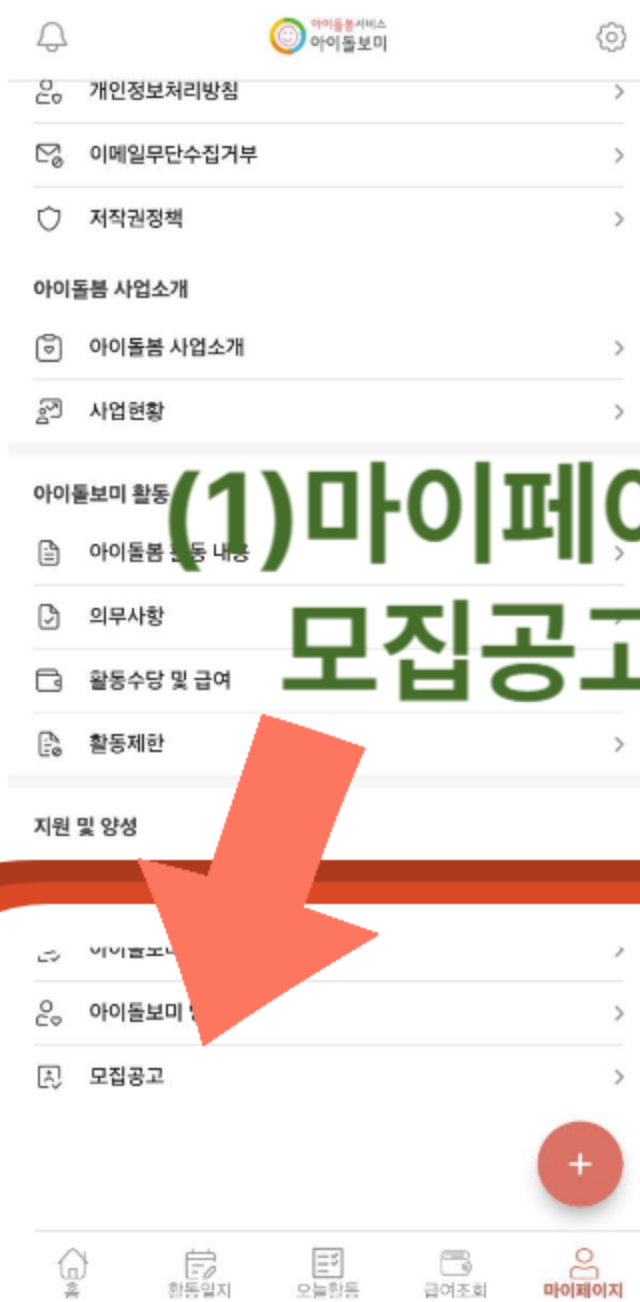 아이돌봄서비스
아이돌보미
개인정보처리방침
이메일무단수집거부
저작권정책
아이돌봄 사업소개
아이돌봄 사업소개
사업현황
(1)마이페이
아이돌보미 활동
아이돌봄 활동 내용
의무사항
모집공고
활동수당 및 급여
활동제한
지원 및 양성
아이돌보미
모집공고
홈
활동일지
오늘활동
급여조회
마이페이지